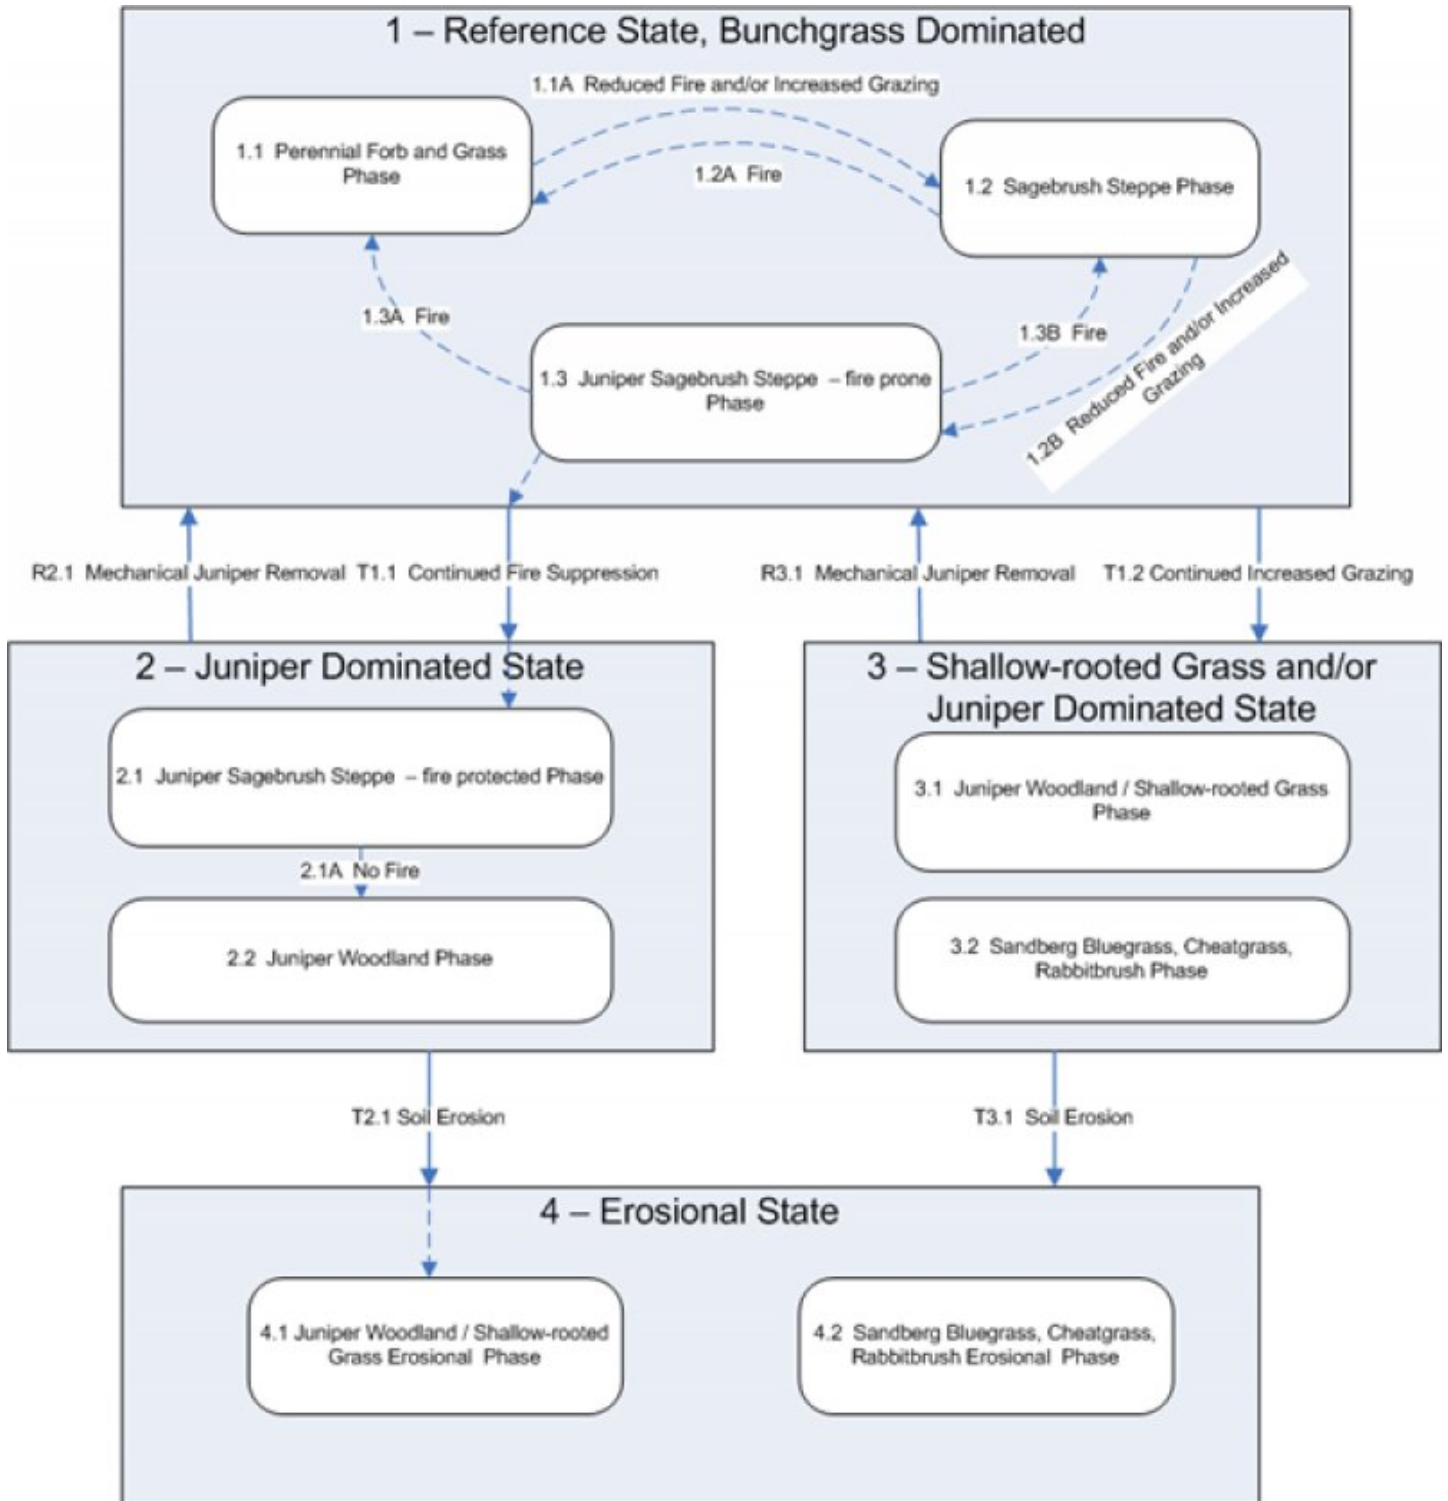 1 – Reference State, Bunchgrass Dominated
1.1A Reduced Fire and/or Increased Grazing
1.1 Perennial Forb and Grass
Phase
1.2A Fire
1.2 Sagebrush Steppe Phase
1.3A Fire
1.3B Fire
1.2B Reduced Fire and/or Increased
Grazing
1.3 Juniper Sagebrush Steppe – fire prone
Phase
R2.1 Mechanical Juniper Removal
T1.1 Continued Fire Suppression
R3.1 Mechanical Juniper Removal
T1.2 Continued Increased Grazing
2 – Juniper Dominated State
2.1 Juniper Sagebrush Steppe – fire protected Phase
2.1A No Fire
2.2 Juniper Woodland Phase
3 – Shallow-rooted Grass and/or
Juniper Dominated State
3.1 Juniper Woodland / Shallow-rooted Grass
Phase
3.2 Sandberg Bluegrass, Cheatgrass,
Rabbitbrush Phase
T2.1 Soil Erosion
T3.1 Soil Erosion
4 – Erosional State
4.1 Juniper Woodland / Shallow-rooted
Grass Erosional Phase
4.2 Sandberg Bluegrass, Cheatgrass,
Rabbitbrush Erosional Phase